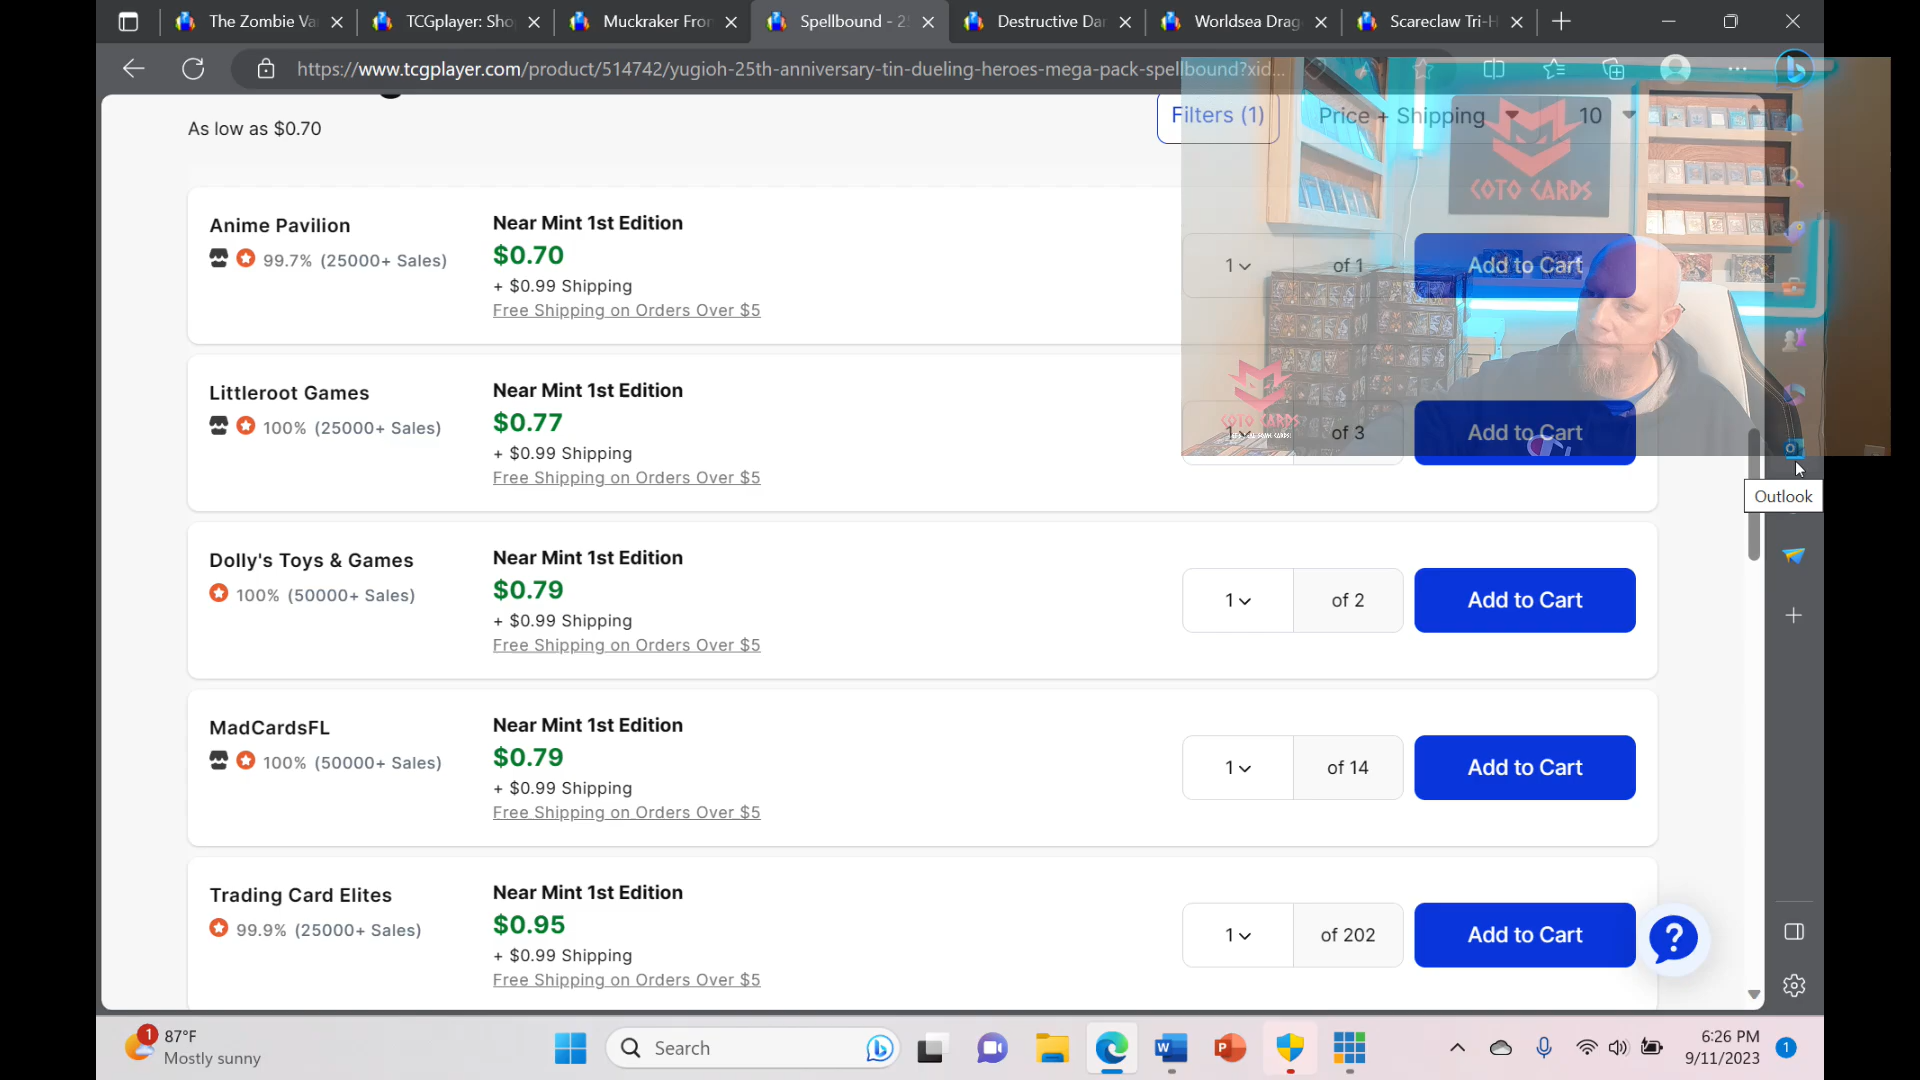 The Zombie Va
TCGplayer: Sho
Muckraker Fro
Spellbound - 2
Destructive Dar
Worldsea Drag
Scareclaw Tri-H
https://www.tcgplayer.com/product/514742/yugioh-25th-anniversary-tin-dueling-heroes-mega-pack-spellbound?xid...
As low as $0.70
Filters (1)
Price + Shipping
10
COTO CARDS
Anime Pavilion
99.7% (25000+ Sales)
Near Mint 1st Edition
$0.70
+ $0.99 Shipping
Free Shipping on Orders Over $5
1
of 1
Add to Cart
Littleroot Games
100% (25000+ Sales)
Near Mint 1st Edition
$0.77
+ $0.99 Shipping
Free Shipping on Orders Over $5
COTO CARDS
1
of 3
Add to Cart
Outlook
Dolly's Toys & Games
100% (50000+ Sales)
Near Mint 1st Edition
$0.79
+ $0.99 Shipping
Free Shipping on Orders Over $5
1
of 2
Add to Cart
MadCardsFL
100% (50000+ Sales)
Near Mint 1st Edition
$0.79
+ $0.99 Shipping
Free Shipping on Orders Over $5
1
of 14
Add to Cart
Trading Card Elites
99.9% (25000+ Sales)
Near Mint 1st Edition
$0.95
+ $0.99 Shipping
Free Shipping on Orders Over $5
1
of 202
Add to Cart
?
1
87°F
Mostly sunny
Search
W
P
6:26 PM
9/11/2023
1